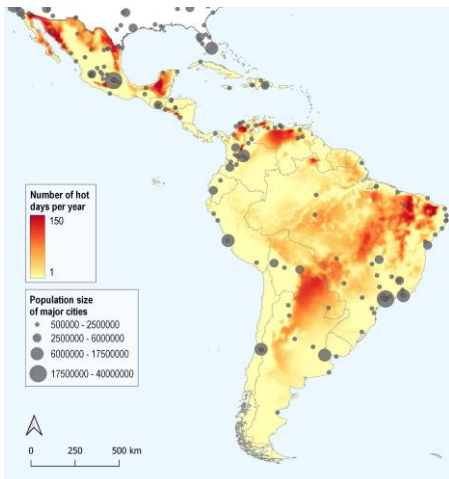 Number of hot
days per year
150
1
Population size
of major cities
500000 - 2500000
2500000 - 6000000
6000000 - 17500000
17500000 - 40000000
0 250 500 km